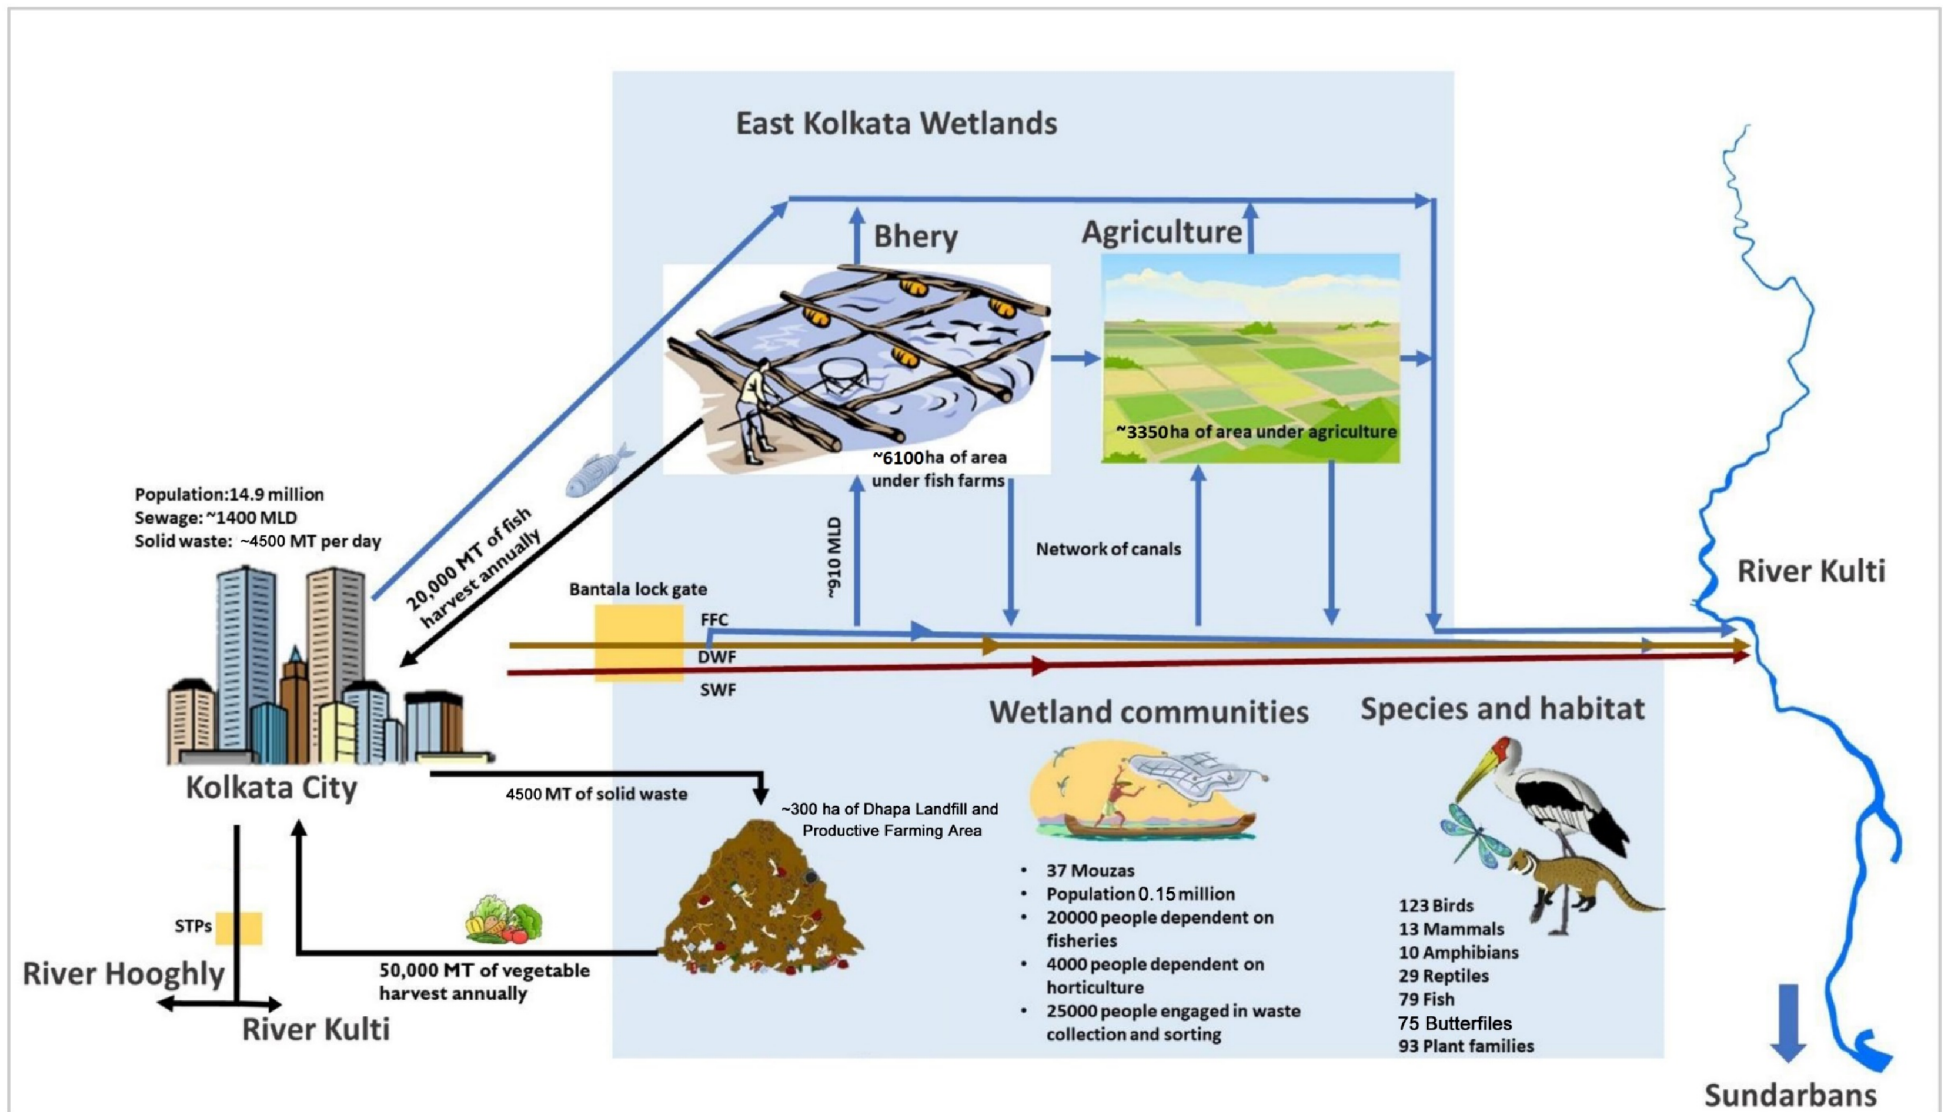 East Kolkata Wetlands
Bhery
Agriculture
~6100 ha of area
under fish farms
~3350 ha of area under agriculture
Population:14.9 million
Sewage: ~1400 MLD
Solid waste: ~4500 MT per day
20,000 MT of fish
harvest annually
~910 MLD
Network of canals
Bantala lock gate
FFC
DWF
SWF
River Kulti
Kolkata City
4500 MT of solid waste
~300 ha of Dhapa Landfill and
Productive Farming Area
STPs
River Hooghly
River Kulti
50,000 MT of vegetable
harvest annually
Wetland communities
• 37 Mouzas
• Population 0.15 million
• 20000 people dependent on
fisheries
• 4000 people dependent on
horticulture
• 25000 people engaged in waste
collection and sorting
Species and habitat
123 Birds
13 Mammals
10 Amphibians
29 Reptiles
79 Fish
75 Butterfiles
93 Plant families
Sundarbans